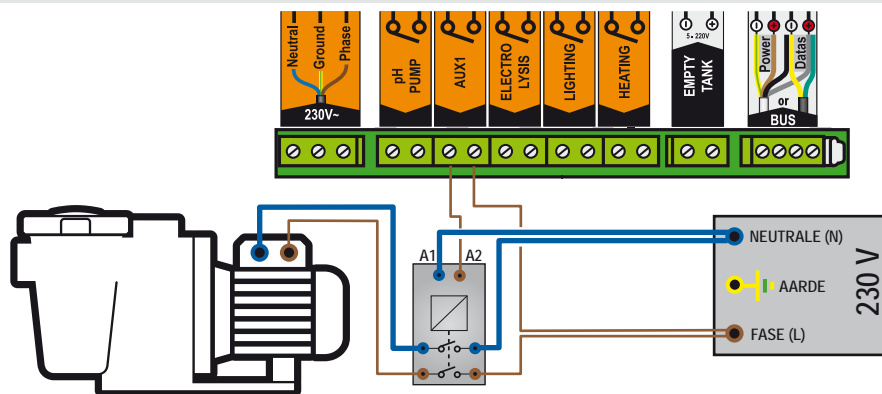 Neutral
Ground
Phase
230V~
pH
PUMP
AUX1
ELECTRO
LYSIS
LIGHTING
HEATING
5 - 220V
EMPTY
TANK
Power
Datas
or
BUS
A1
A2
NEUTRALE (N)
AARDE
FASE (L)
230 V